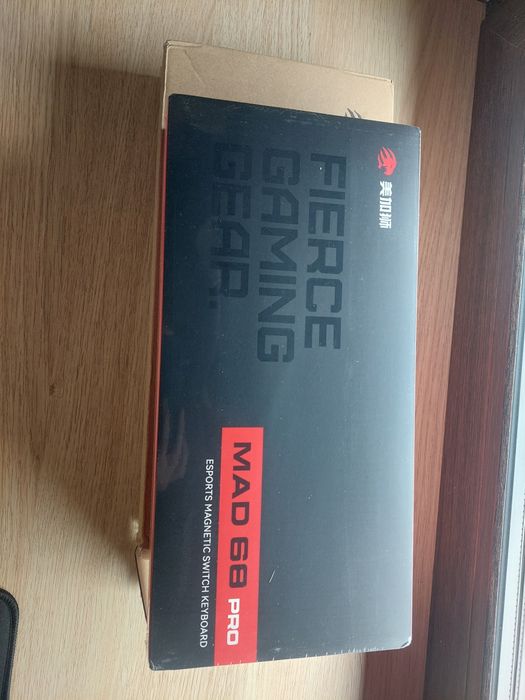 美加狮
FIERCE
GAMING
GEAR.
MAD 68 PRO
ESPORTS MAGNETIC SWITCH KEYBOARD